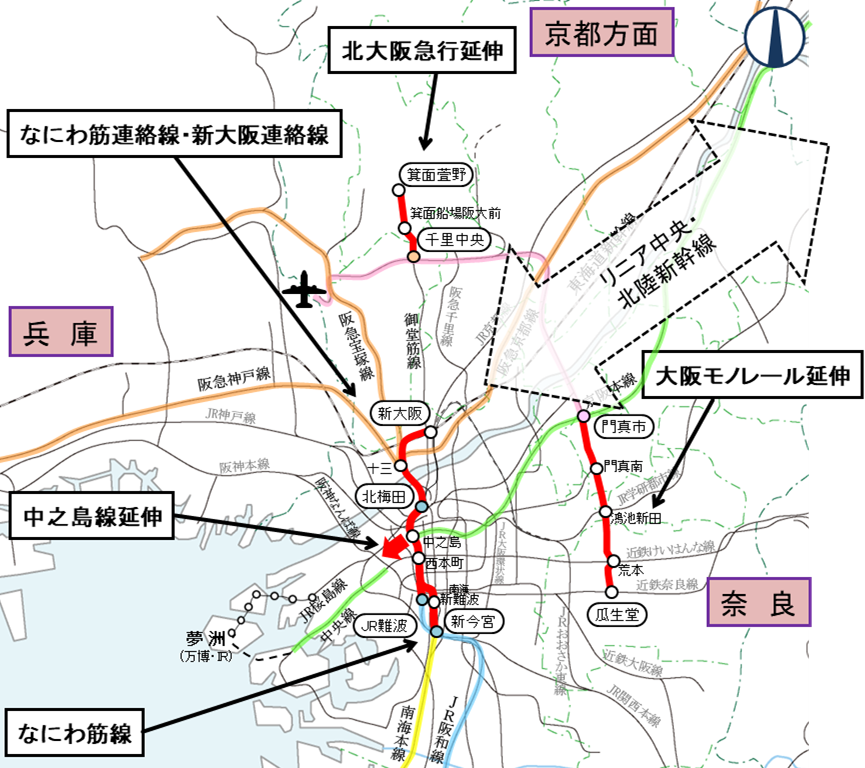 京都方面
北大阪急行延伸
なにわ筋連絡線・新大阪連絡線
箕面萱野
箕面船場阪大前
千里中央
リニア中央・
北陸新幹線
東海道新幹線
兵 庫
阪急宝塚線
御堂筋線
阪急千里線
JR京都線
阪急京都線
京阪本線
大阪モノレール延伸
阪急神戸線
JR神戸線
新大阪
門真市
十三
阪神本線
門真南
北梅田
阪神なんば線
JR学研都市線
中之島線延伸
鴻池新田
中之島
西本町
JR大阪環状線
近鉄けいはんな線
荒本
近鉄奈良線
南海
新難波
瓜生堂
奈 良
JR桜島線
中央線
JR難波
新今宮
夢 洲
(万博・IR)
JRおおさか東線
近鉄大阪線
JR関西本線
なにわ筋線
南海本線
JR阪和線